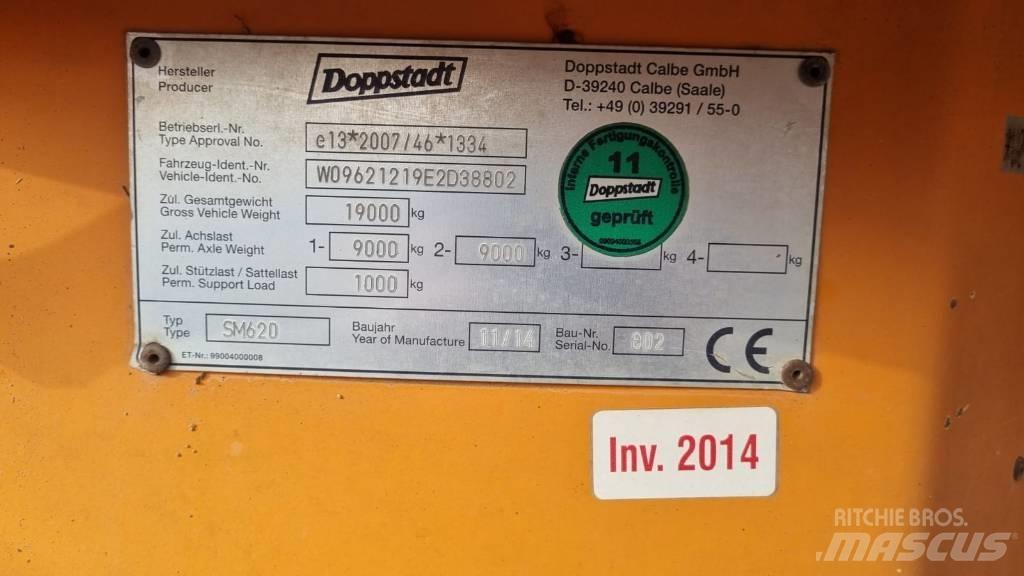 Hersteller
Producer
Doppstadt
Doppstadt Calbe GmbH
D-39240 Calbe (Saale)
Tel.: +49 (0) 39291 / 55-0
Betriebserl.-Nr.
Type Approval No.
e13*2007/46*1334
Fahrzeug-Ident.-Nr.
Vehicle-Ident.-No.
W09621219E2D38802
Zul. Gesamtgewicht
Gross Vehicle Weight
19000 kg
Zul. Achslast
Perm. Axle Weight
1- 9000 kg 2- 9000 kg 3- kg 4- kg
Zul. Stützlast / Sattellast
Perm. Support Load
1000 kg
Interne Fertigungskontrolle
11
Doppstadt
geprüft
Typ
Type
SM620
Baujahr
Year of Manufacture
11/14
Bau-Nr.
Serial-No.
802
CE
ET-Nr.: 99004000008
Inv. 2014
RITCHIE BROS.
MASCUS